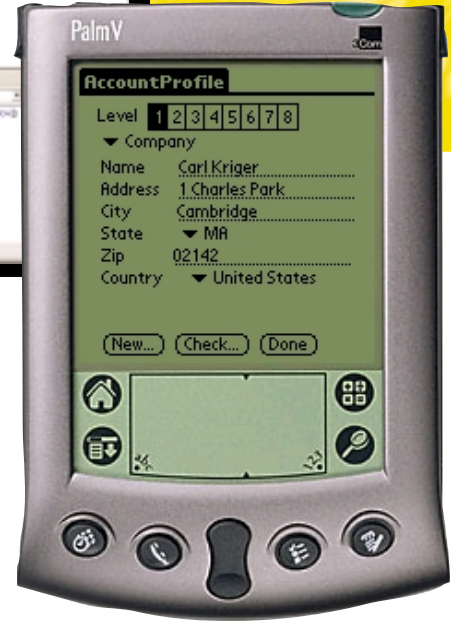 PalmV
3Com
AccountProfile
Level 1 2 3 4 5 6 7 8
Company
Name Carl Kriger
Address 1 Charles Park
City Cambridge
State MA
Zip 02142
Country United States
(New...) (Check...) (Done)